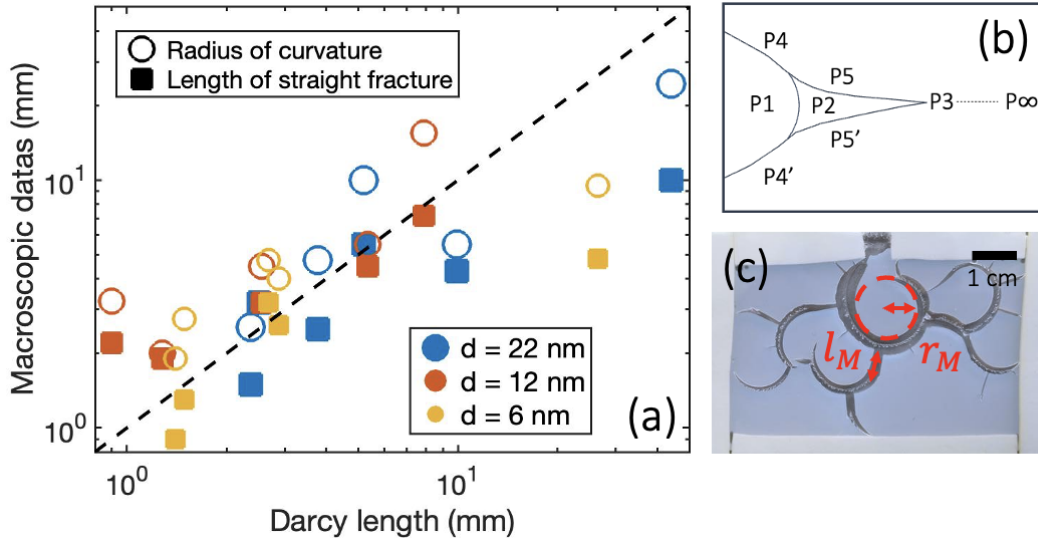 Macroscopic datas (mm)
10¹
10⁰
Radius of curvature
Length of straight fracture
d = 22 nm
d = 12 nm
d = 6 nm
(a)
10⁰
10¹
Darcy length (mm)
(b)
P4
P5
P1
P2
P3
P∞
P5'
P4'
(c)
1 cm
l_M
r_M